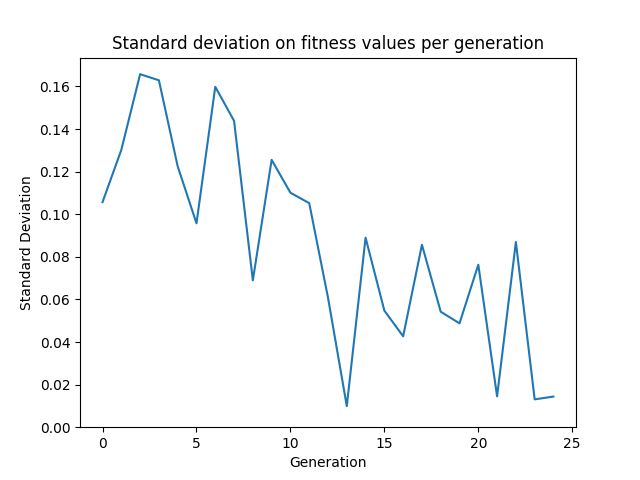 Standard deviation on fitness values per generation
0.16
0.14
0.12
0.10
0.08
0.06
0.04
0.02
0.00
Standard Deviation
0 5 10 15 20 25
Generation